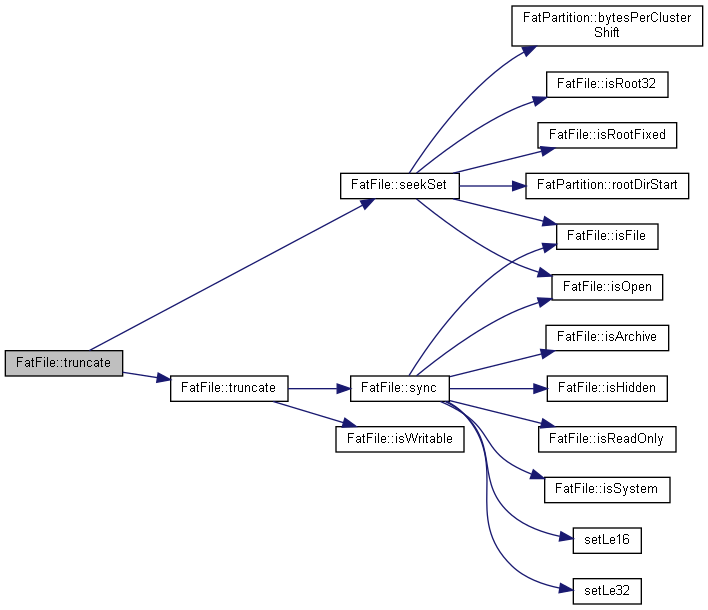 FatPartition::bytesPerCluster
Shift
FatFile::isRoot32
FatFile::isRootFixed
FatFile::seekSet
FatPartition::rootDirStart
FatFile::isFile
FatFile::isOpen
FatFile::isArchive
FatFile::truncate
FatFile::truncate
FatFile::sync
FatFile::isHidden
FatFile::isWritable
FatFile::isReadOnly
FatFile::isSystem
setLe16
setLe32